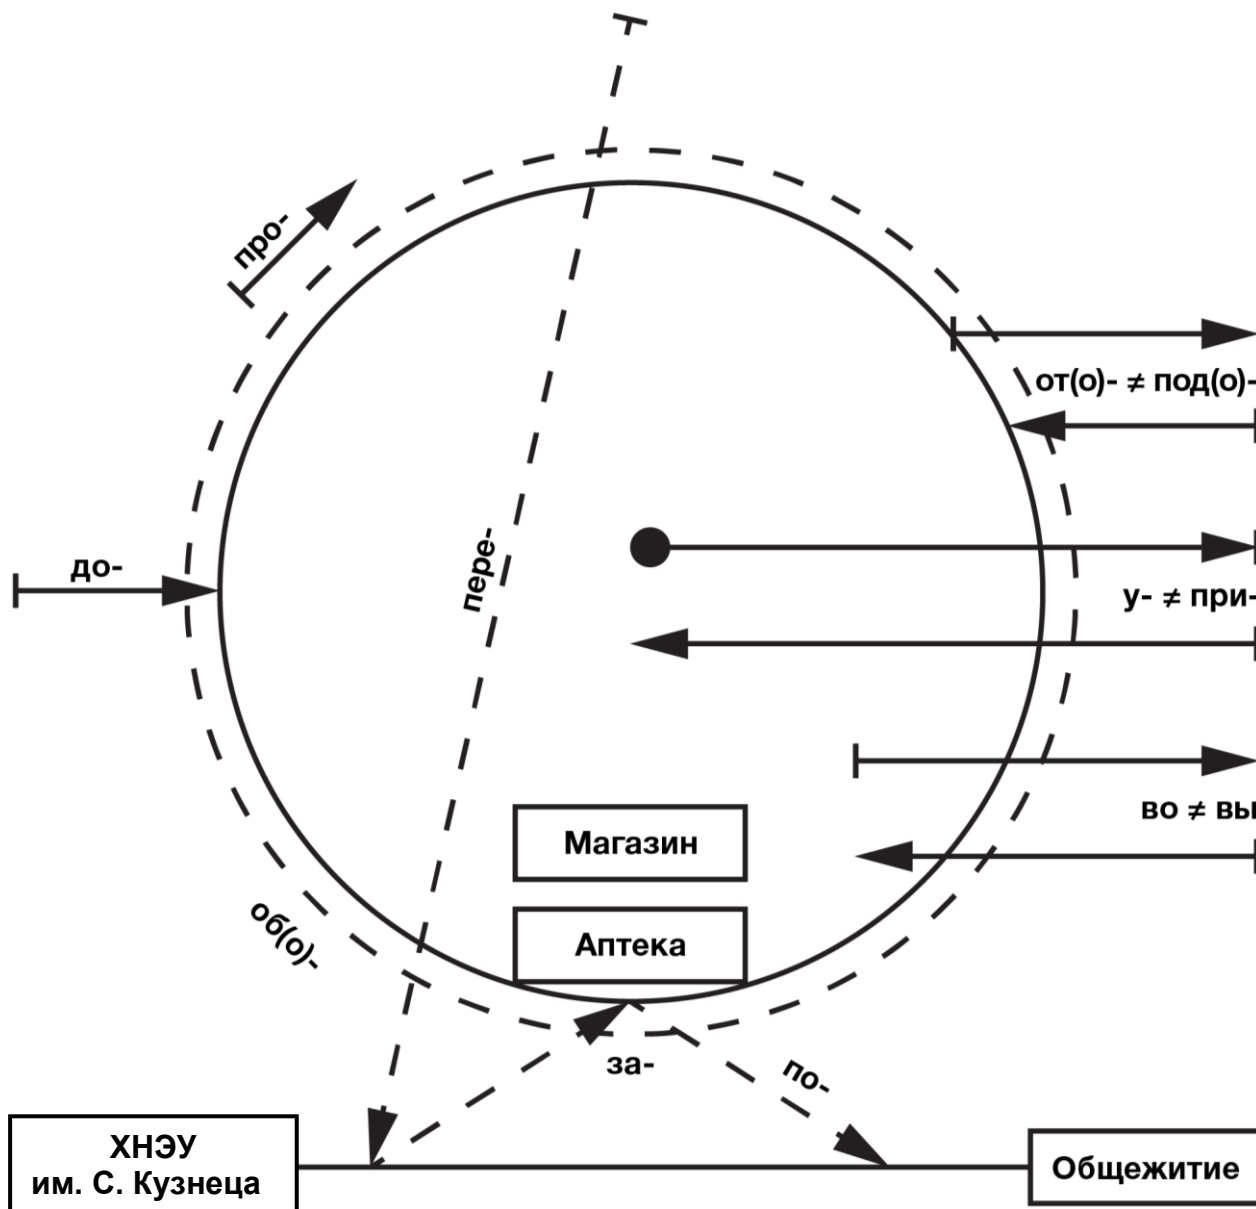 про-
от(о)- ≠ под(о)-
до-
пере-
у- ≠ при-
во ≠ вы
Магазин
Аптека
об(о)-
за-
по-
ХНЭУ
им. С. Кузнеца
Общежитие